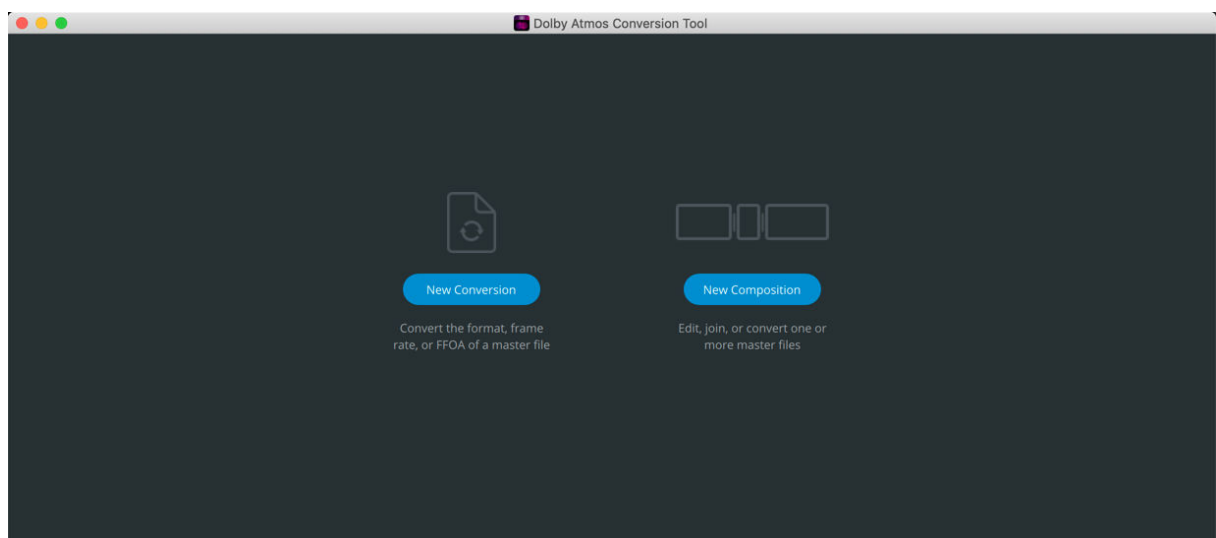 Dolby Atmos Conversion Tool
New Conversion
Convert the format, frame
rate, or FFOA of a master file
New Composition
Edit, join, or convert one or
more master files